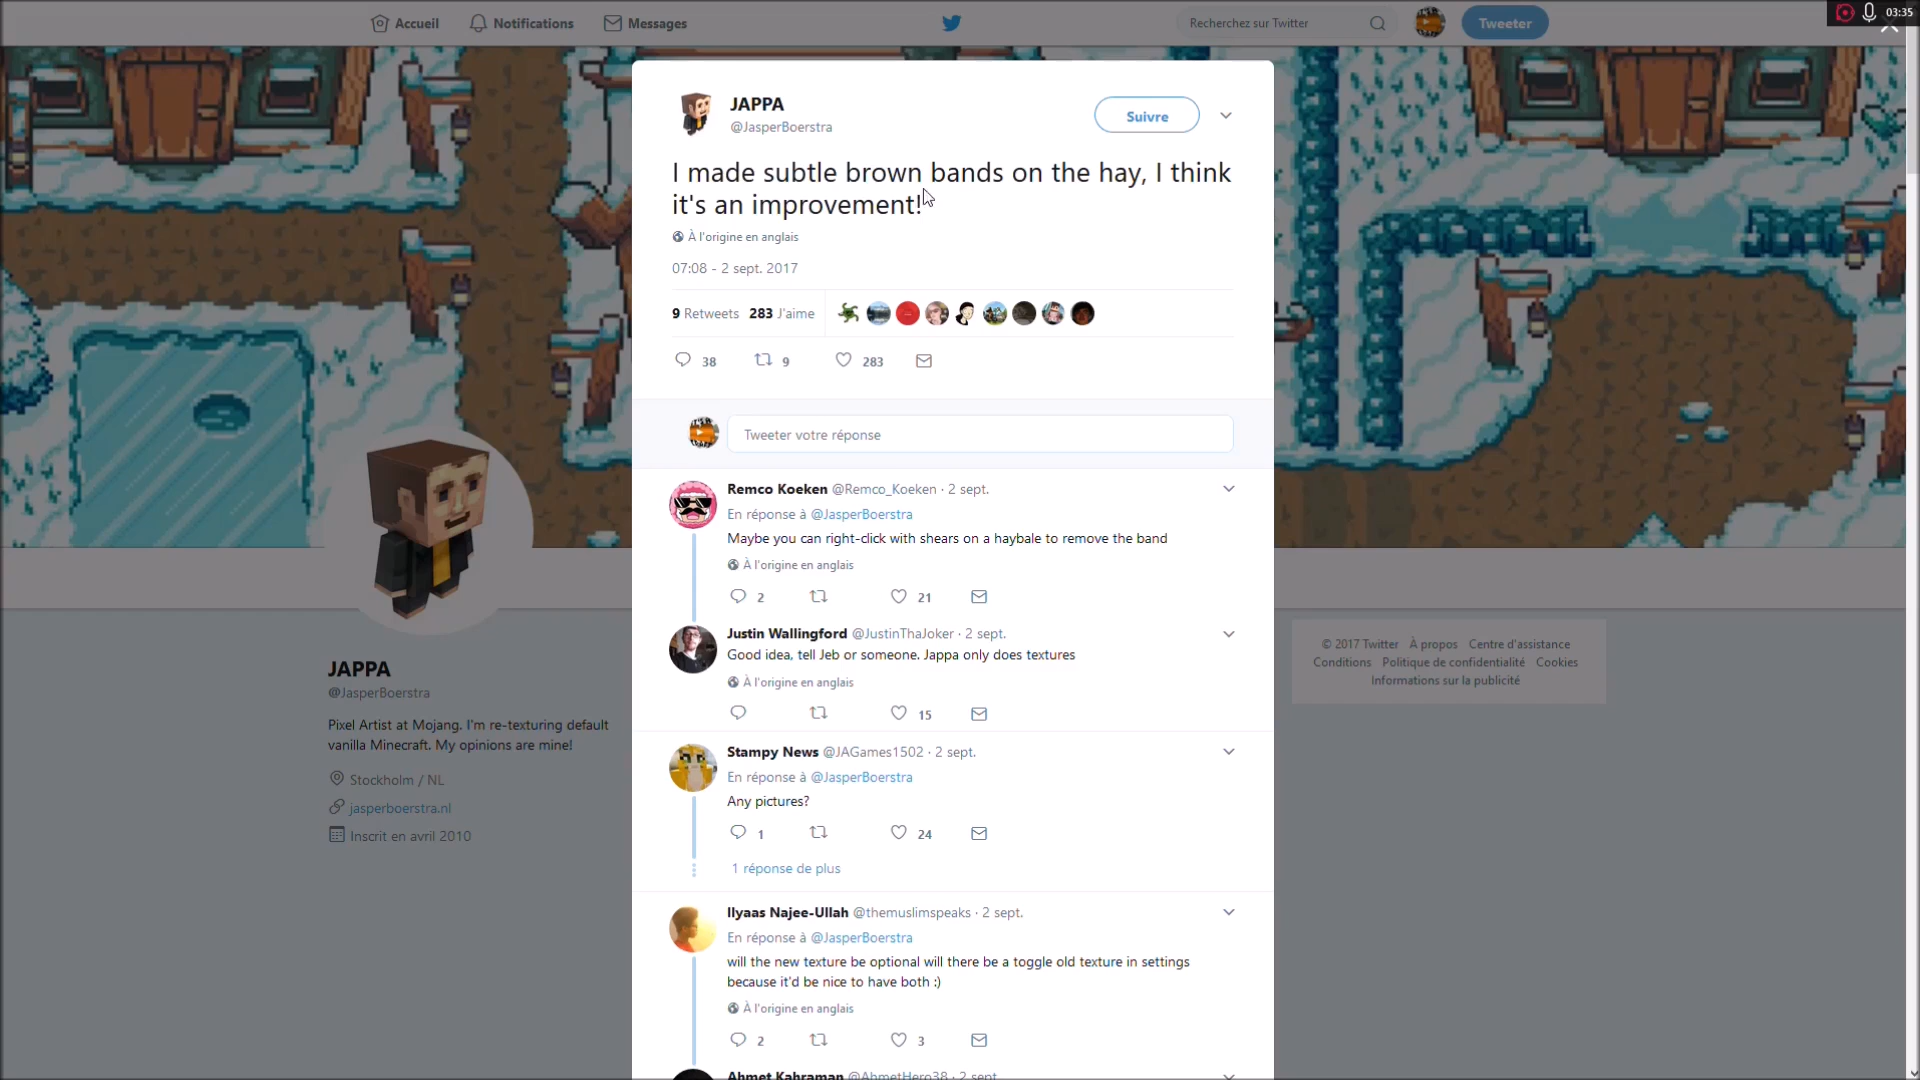 Accueil
Notifications
Messages
Recherchez sur Twitter
Tweeter
03:35
JAPPA
@JasperBoerstra
Suivre
I made subtle brown bands on the hay, I think
it's an improvement!
À l'origine en anglais
07:08 - 2 sept. 2017
9 Retweets 283 J'aime
38 9 283
Tweeter votre réponse
Remco Koeken @Remco_Koeken · 2 sept.
En réponse à @JasperBoerstra
Maybe you can right-click with shears on a haybale to remove the band
À l'origine en anglais
2 21
Justin Wallingford @JustinThaJoker · 2 sept.
Good idea, tell Jeb or someone. Jappa only does textures
À l'origine en anglais
15
Stampy News @JAGames1502 · 2 sept.
En réponse à @JasperBoerstra
Any pictures?
1 24
1 réponse de plus
Ilyaas Najee-Ullah @themuslimspeaks · 2 sept.
En réponse à @JasperBoerstra
will the new texture be optional will there be a toggle old texture in settings
because it'd be nice to have both :)
À l'origine en anglais
2 3
Ahmet Kahraman @AhmetHero38 · 2 sept.
JAPPA
@JasperBoerstra
Pixel Artist at Mojang. I'm re-texturing default
vanilla Minecraft. My opinions are mine!
Stockholm / NL
jasperboerstra.nl
Inscrit en avril 2010
© 2017 Twitter À propos Centre d'assistance
Conditions Politique de confidentialité Cookies
Informations sur la publicité